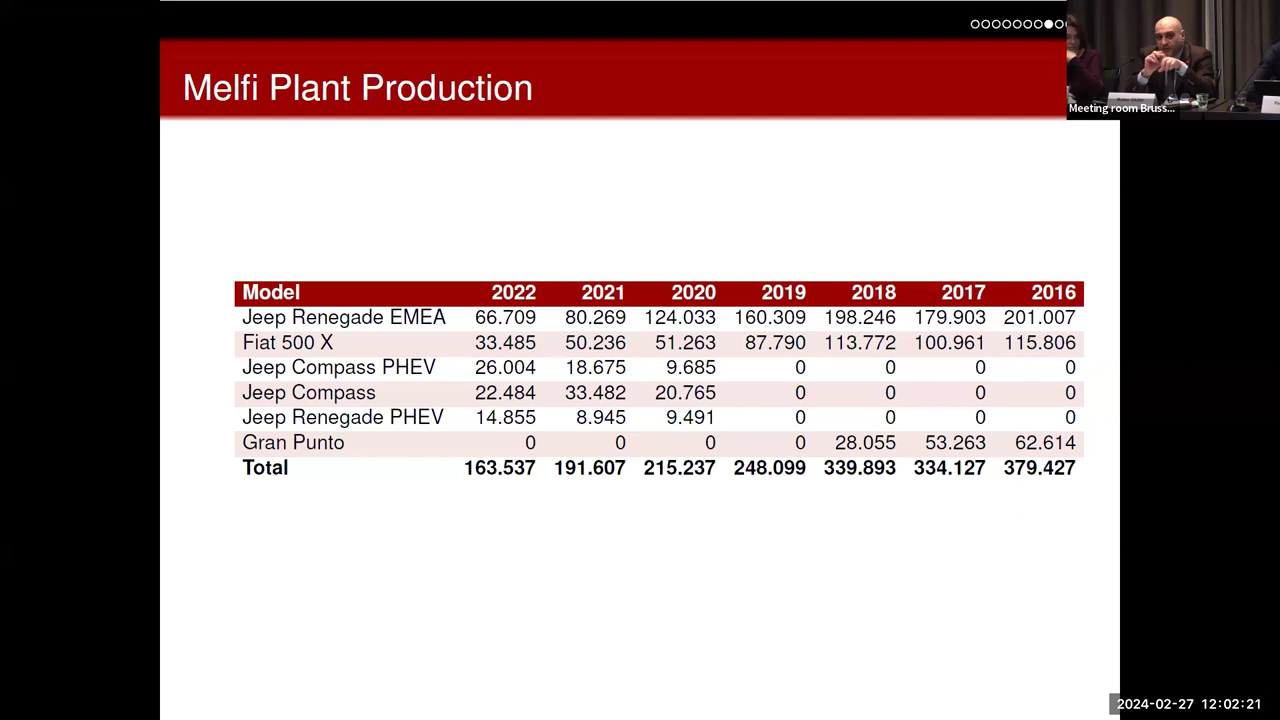 Melfi Plant Production
Meeting room Bruss...
Model 2022 2021 2020 2019 2018 2017 2016
Jeep Renegade EMEA 66.709 80.269 124.033 160.309 198.246 179.903 201.007
Fiat 500 X 33.485 50.236 51.263 87.790 113.772 100.961 115.806
Jeep Compass PHEV 26.004 18.675 9.685 0 0 0 0
Jeep Compass 22.484 33.482 20.765 0 0 0 0
Jeep Renegade PHEV 14.855 8.945 9.491 0 0 0 0
Gran Punto 0 0 0 0 28.055 53.263 62.614
Total 163.537 191.607 215.237 248.099 339.893 334.127 379.427
2024-02-27 12:02:21